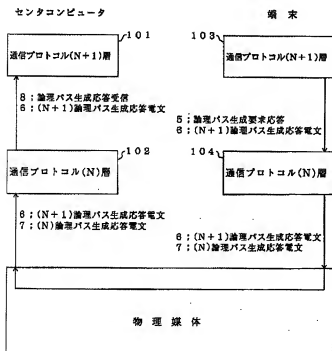 センタコンピュータ
端末
101
103
通信プロトコル(N+1)層
通信プロトコル(N+1)層
8;論理パス生成応答受信
6;(N+1)論理パス生成応答電文
5;論理パス生成要求応答
6;(N+1)論理パス生成応答電文
102
104
通信プロトコル(N)層
通信プロトコル(N)層
6;(N+1)論理パス生成応答電文
7;(N)論理パス生成応答電文
6;(N+1)論理パス生成応答電文
7;(N)論理パス生成応答電文
物理媒体